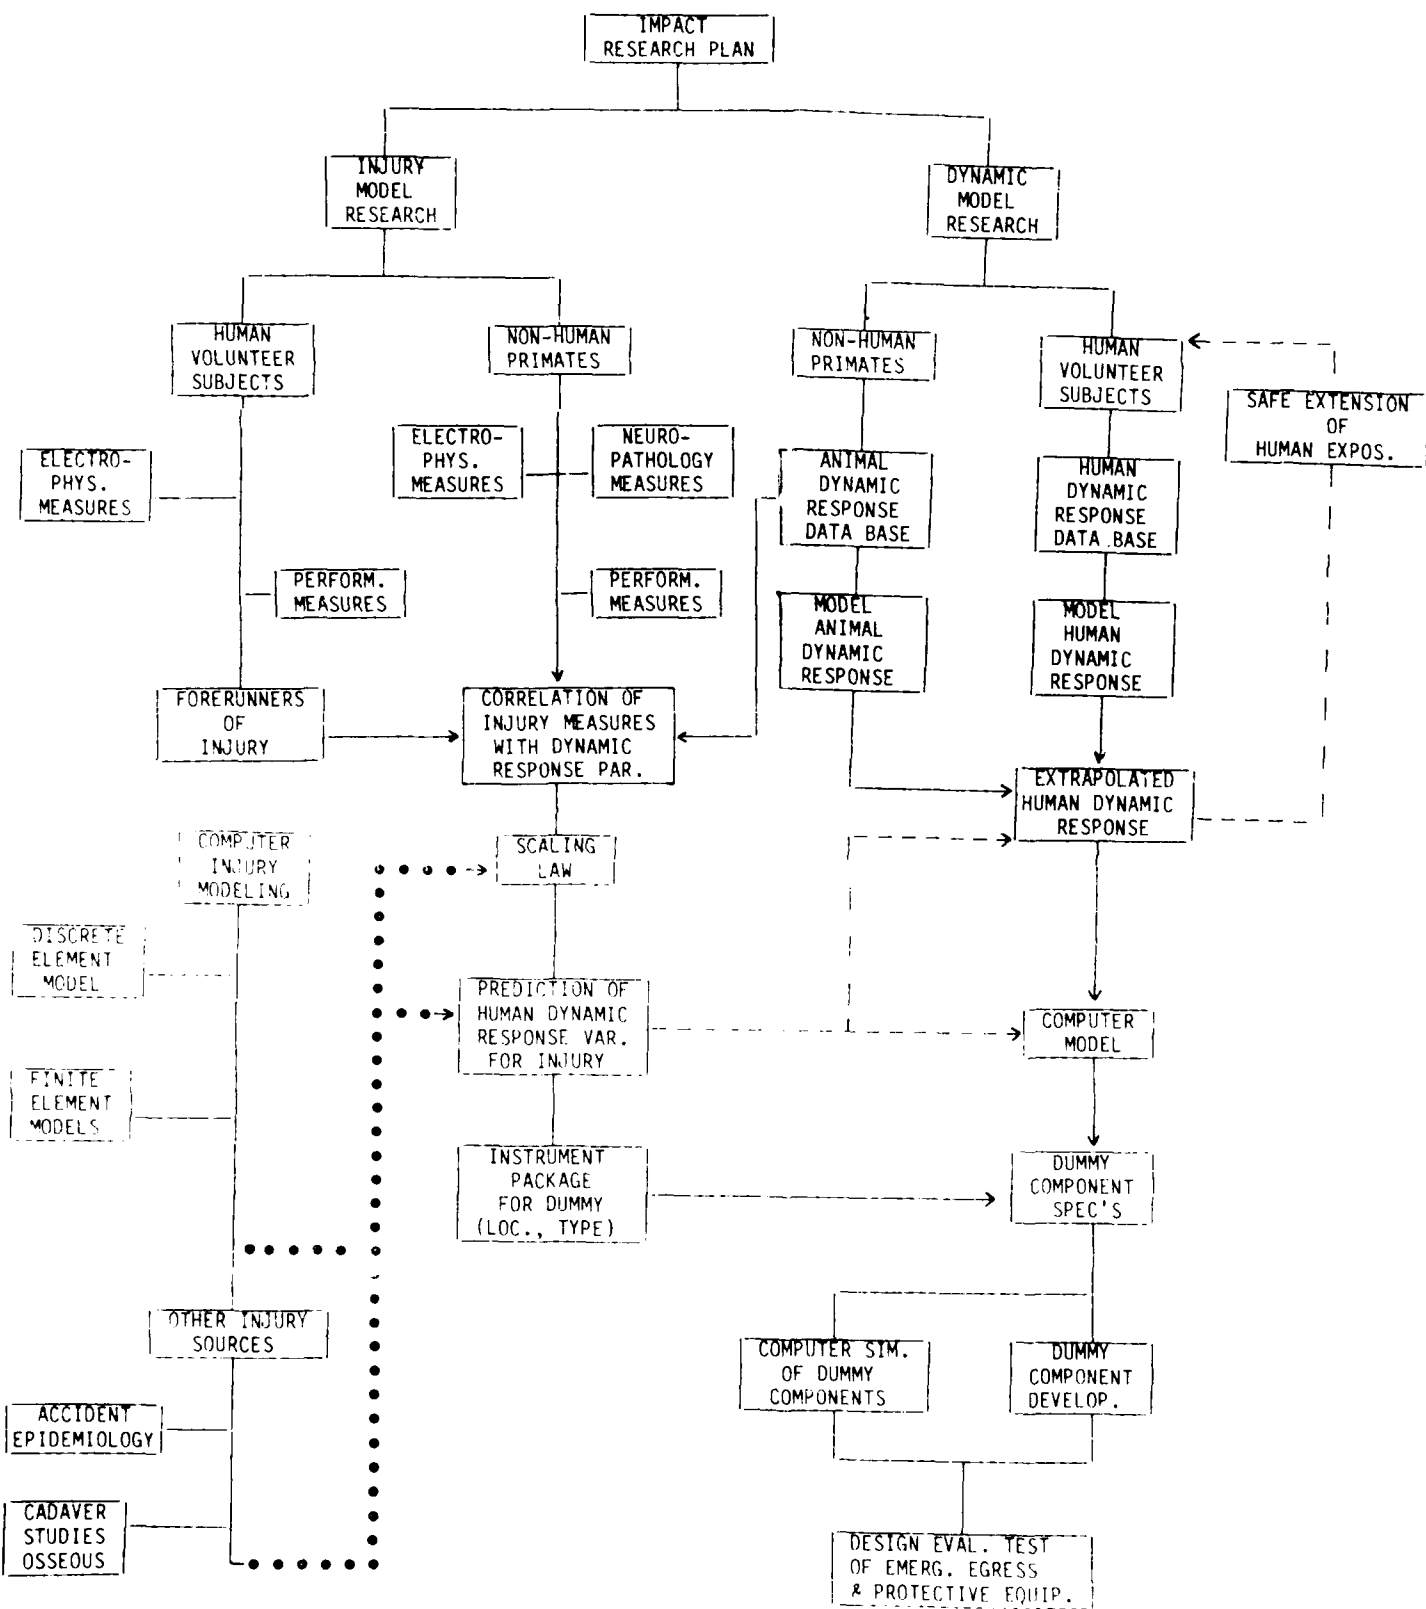 IMPACT
RESEARCH PLAN
INJURY
MODEL
RESEARCH
DYNAMIC
MODEL
RESEARCH
HUMAN
VOLUNTEER
SUBJECTS
NON-HUMAN
PRIMATES
NON-HUMAN
PRIMATES
HUMAN
VOLUNTEER
SUBJECTS
SAFE EXTENSION
OF
HUMAN EXPOS.
ELECTRO-
PHYS.
MEASURES
ELECTRO-
PHYS.
MEASURES
NEURO-
PATHOLOGY
MEASURES
ANIMAL
DYNAMIC
RESPONSE
DATA BASE
HUMAN
DYNAMIC
RESPONSE
DATA BASE
PERFORM.
MEASURES
PERFORM.
MEASURES
MODEL
ANIMAL
DYNAMIC
RESPONSE
MODEL
HUMAN
DYNAMIC
RESPONSE
FORERUNNERS
OF
INJURY
CORRELATION OF
INJURY MEASURES
WITH DYNAMIC
RESPONSE PAR.
EXTRAPOLATED
HUMAN DYNAMIC
RESPONSE
COMPUTER
INJURY
MODELING
SCALING
LAW
DISCRETE
ELEMENT
MODEL
PREDICTION OF
HUMAN DYNAMIC
RESPONSE VAR.
FOR INJURY
COMPUTER
MODEL
FINITE
ELEMENT
MODELS
INSTRUMENT
PACKAGE
FOR DUMMY
(LOC., TYPE)
DUMMY
COMPONENT
SPEC'S
OTHER INJURY
SOURCES
COMPUTER SIM.
OF DUMMY
COMPONENTS
DUMMY
COMPONENT
DEVELOP.
ACCIDENT
EPIDEMIOLOGY
CADAVER
STUDIES
OSSEOUS
DESIGN EVAL. TEST
OF EMERG. EGRESS
& PROTECTIVE EQUIP.